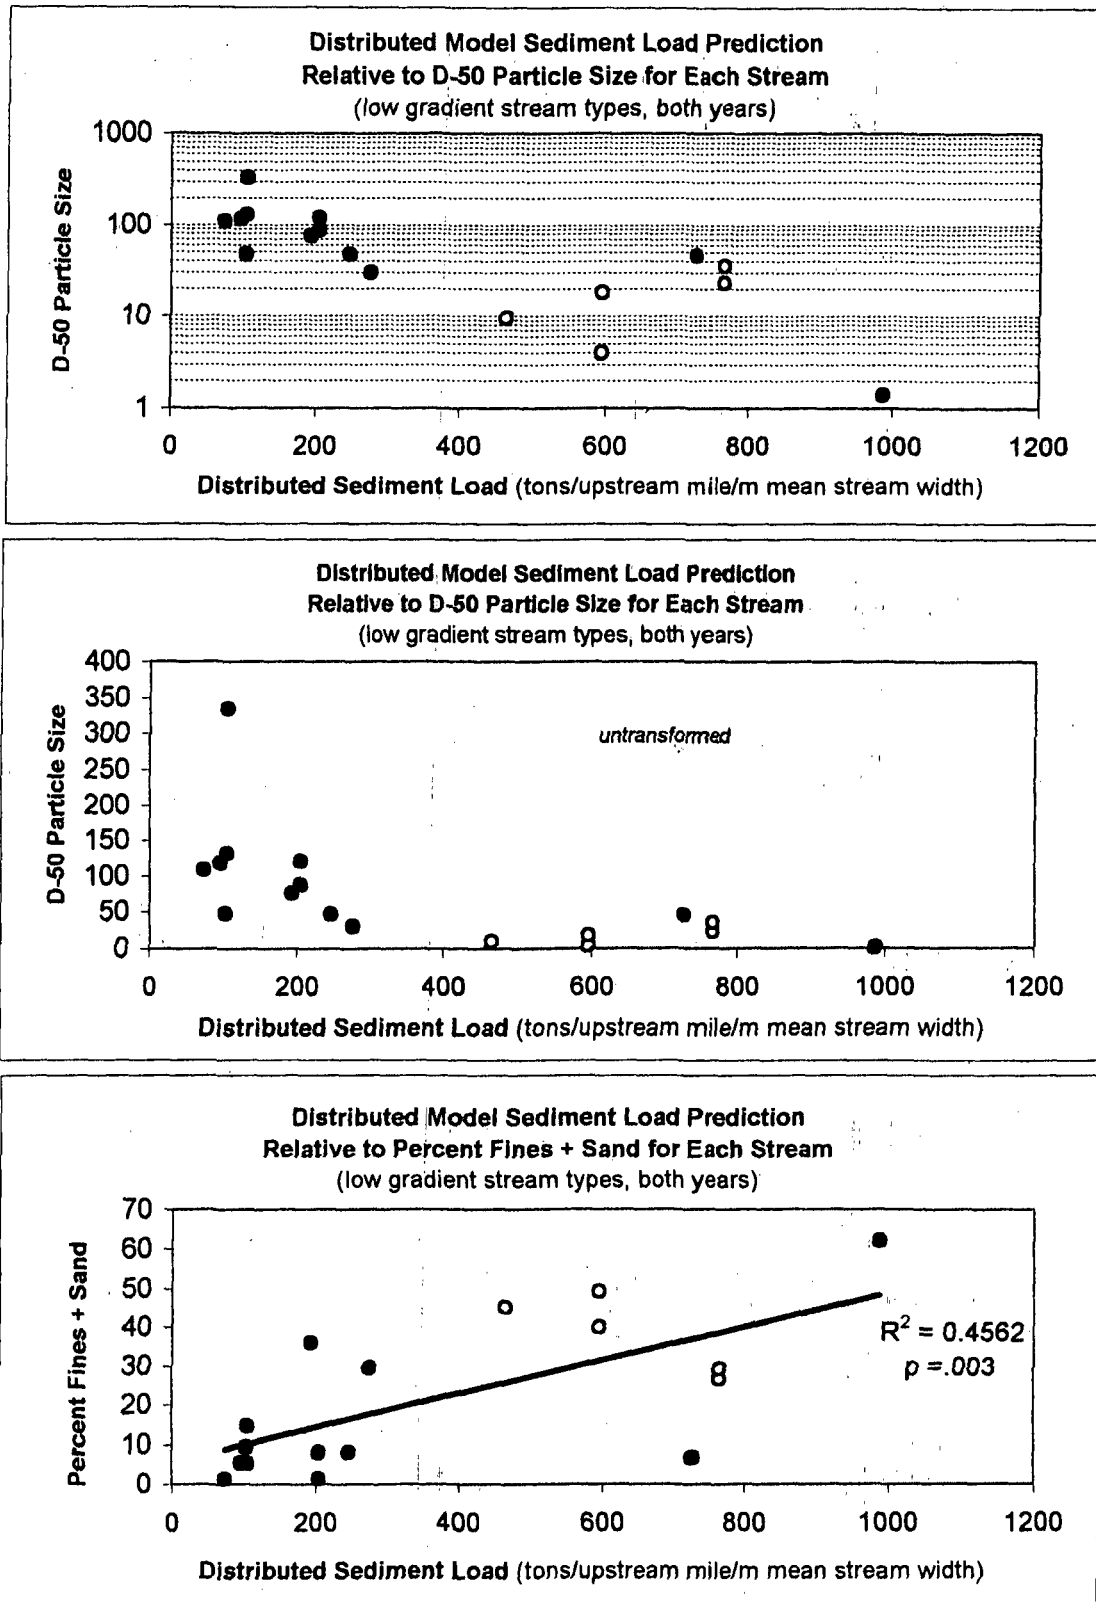 Distributed Model Sediment Load Prediction
Relative to D-50 Particle Size for Each Stream
(low gradient stream types, both years)
D-50 Particle Size
1000
100
10
1
0 200 400 600 800 1000 1200
Distributed Sediment Load (tons/upstream mile/m mean stream width)
Distributed Model Sediment Load Prediction
Relative to D-50 Particle Size for Each Stream
(low gradient stream types, both years)
D-50 Particle Size
400
350
300
250
200
150
100
50
0
untransformed
0 200 400 600 800 1000 1200
Distributed Sediment Load (tons/upstream mile/m mean stream width)
Distributed Model Sediment Load Prediction
Relative to Percent Fines + Sand for Each Stream
(low gradient stream types, both years)
Percent Fines + Sand
70
60
50
40
30
20
10
0
R² = 0.4562
p =.003
0 200 400 600 800 1000 1200
Distributed Sediment Load (tons/upstream mile/m mean stream width)